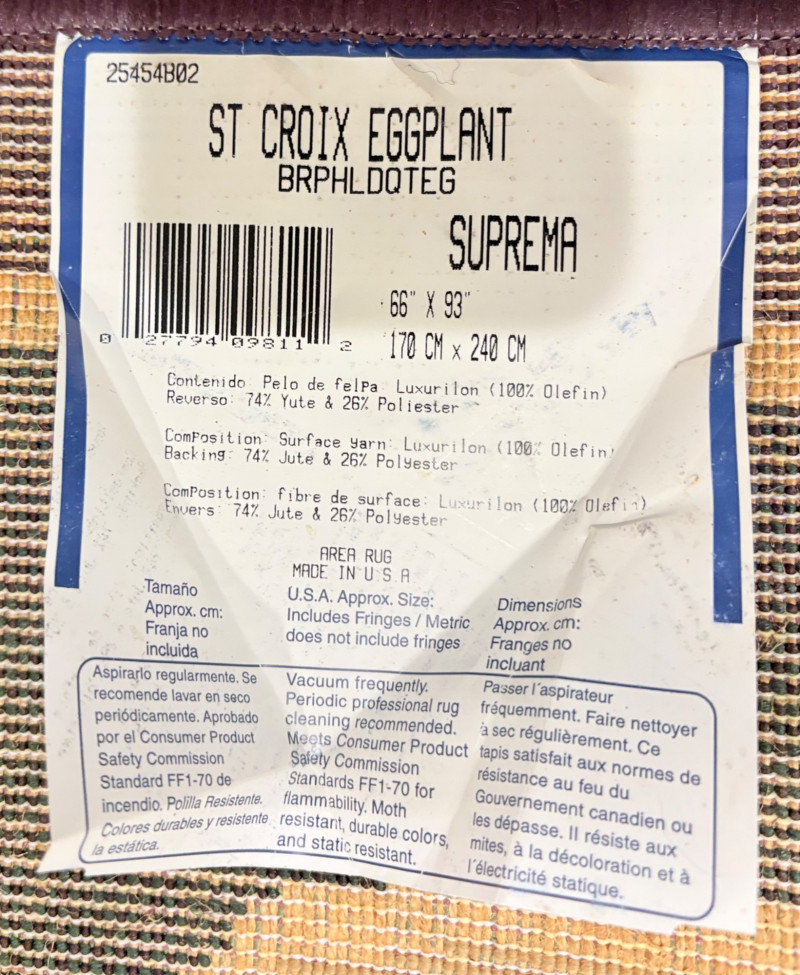 25454B02
ST CROIX EGGPLANT
BRPHLDQTEG
SUPREMA
66" X 93"
170 CM x 240 CM
0 27794 09811 2
Contenido: Pelo de felpa: Luxurilon (100% Olefin)
Reverso: 74% Yute & 26% Poliester
Composition: Surface yarn: Luxurilon (100% Olefin)
Backing: 74% Jute & 26% Polyester
Composition: fibre de surface: Luxurilon (100% Olefin)
Envers: 74% Jute & 26% Polyester
AREA RUG
MADE IN U.S.A.
Tamaño
Approx. cm:
Franja no
incluida
U.S.A. Approx. Size:
Includes Fringes / Metric
does not include fringes
Dimensions
Approx. cm:
Franges no
incluant
Aspirarlo regularmente. Se
recomende lavar en seco
periódicamente. Aprobado
por el Consumer Product
Safety Commission
Standard FF1-70 de
incendio. Polilla Resistente.
Colores durables y resistente
la estática.
Vacuum frequently.
Periodic professional rug
cleaning recommended.
Meets Consumer Product
Safety Commission
Standards FF1-70 for
flammability. Moth
resistant, durable colors,
and static resistant.
Passer l'aspirateur
fréquemment. Faire nettoyer
à sec régulièrement. Ce
tapis satisfait aux normes de
résistance au feu du
Gouvernement canadien ou
les dépasse. Il résiste aux
mites, à la décoloration et à
l'électricité statique.